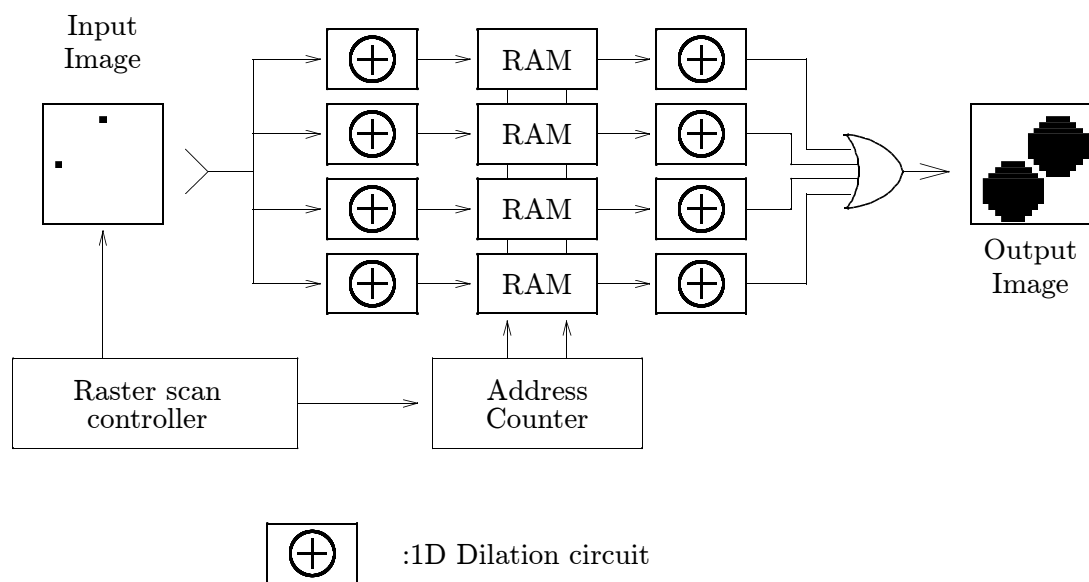 Input
Image
RAM
RAM
RAM
RAM
Output
Image
Raster scan
controller
Address
Counter
:1D Dilation circuit